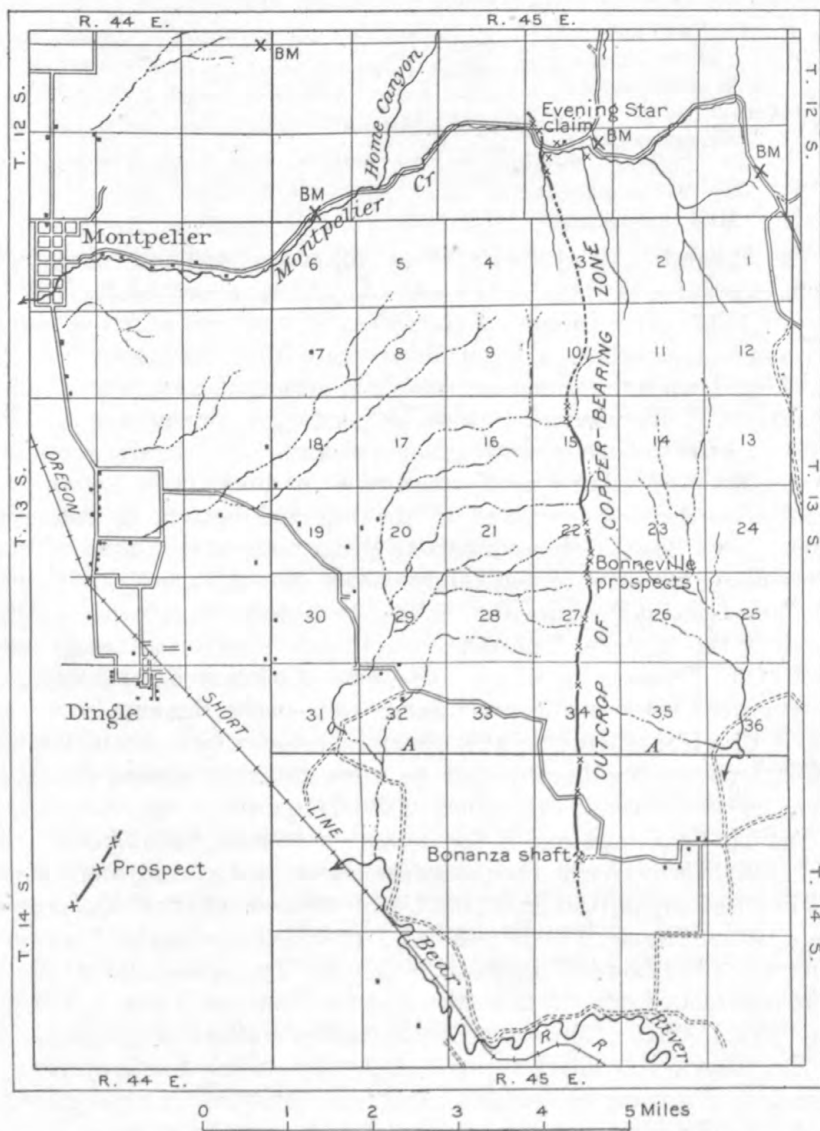 R. 44 E.
R. 45 E.
T. 12 S.
T. 12 S.
BM
Home Canyon
Evening Star
claim
BM
BM
BM
Montpelier Cr
Montpelier
6 5 4 3 2 1
7 8 9 10 11 12
18 17 16 15 14 13
19 20 21 22 23 24
30 29 28 27 26 25
31 32 33 34 35 36
OUTCROP OF COPPER-BEARING ZONE
T. 13 S.
T. 13 S.
Bonneville
prospects
OREGON SHORT LINE R R
Dingle
A
A
Bonanza shaft
Prospect
T. 14 S.
T. 14 S.
Bear River
R. 44 E.
R. 45 E.
0 1 2 3 4 5 Miles